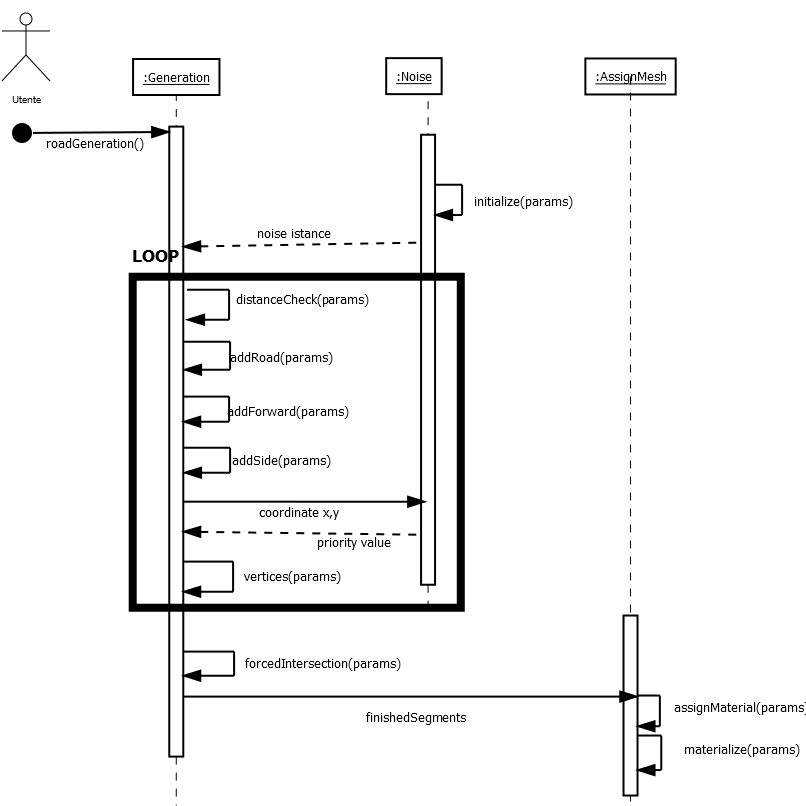 :Generation
:Noise
:AssignMesh
Utente
roadGeneration()
initialize(params)
noise istance
LOOP
distanceCheck(params)
addRoad(params)
addForward(params)
addSide(params)
coordinate x,y
priority value
vertices(params)
forcedIntersection(params)
finishedSegments
assignMaterial(params)
materialize(params)